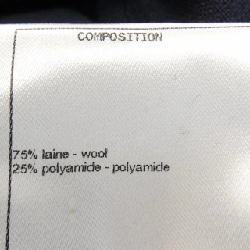 COMPOSITION
75% laine - wool
25% polyamide - polyamide